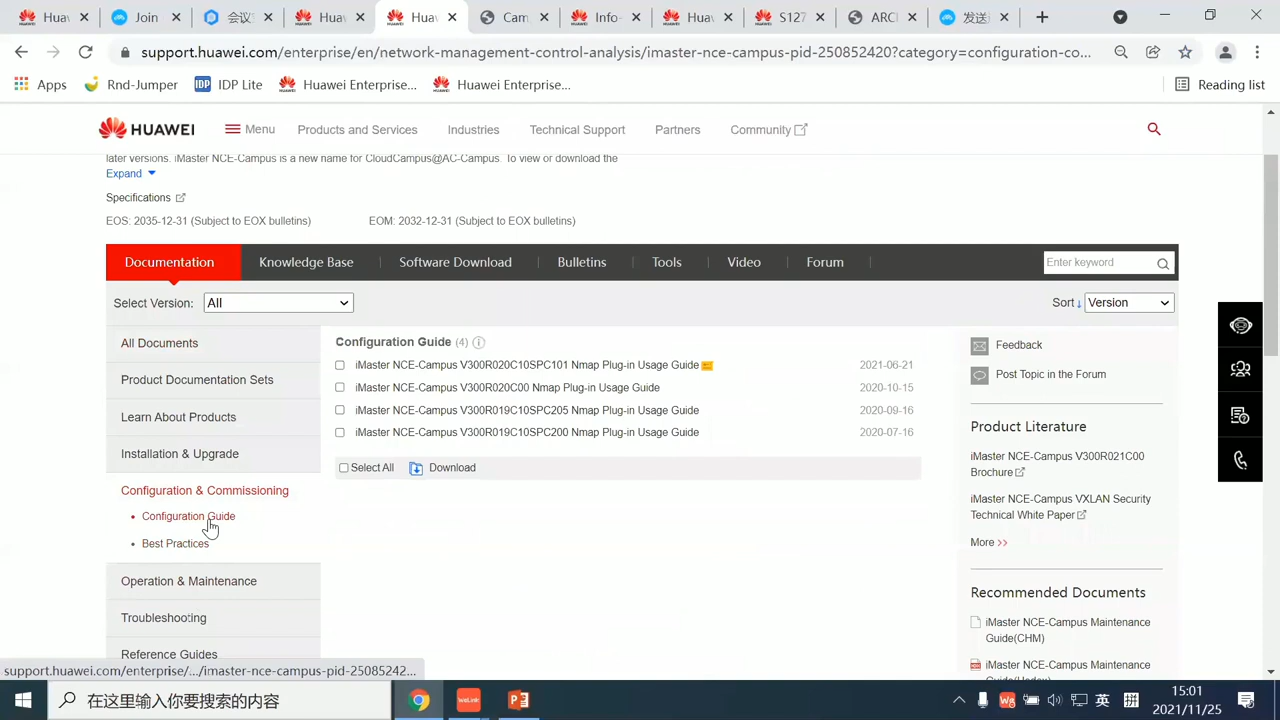 Huav
Join
会议
Huav
Huav
Cam
Info-
Huav
S127
ARCI
发送
support.huawei.com/enterprise/en/network-management-control-analysis/imaster-nce-campus-pid-250852420?category=configuration-co...
Apps
Rnd-Jumper
IDP IDP Lite
Huawei Enterprise...
Huawei Enterprise...
Reading list
HUAWEI
Menu
Products and Services
Industries
Technical Support
Partners
Community
later versions. iMaster NCE-Campus is a new name for CloudCampus@AC-Campus. To view or download the
Expand
Specifications
EOS: 2035-12-31 (Subject to EOX bulletins)
EOM: 2032-12-31 (Subject to EOX bulletins)
Documentation
Knowledge Base
Software Download
Bulletins
Tools
Video
Forum
Enter keyword
Select Version:
All
Sort
Version
All Documents
Product Documentation Sets
Learn About Products
Installation & Upgrade
Configuration & Commissioning
Configuration Guide
Best Practices
Operation & Maintenance
Troubleshooting
Reference Guides
Configuration Guide (4)
iMaster NCE-Campus V300R020C10SPC101 Nmap Plug-in Usage Guide 2021-06-21
iMaster NCE-Campus V300R020C00 Nmap Plug-in Usage Guide 2020-10-15
iMaster NCE-Campus V300R019C10SPC205 Nmap Plug-in Usage Guide 2020-09-16
iMaster NCE-Campus V300R019C10SPC200 Nmap Plug-in Usage Guide 2020-07-16
Select All
Download
Feedback
Post Topic in the Forum
Product Literature
iMaster NCE-Campus V300R021C00
Brochure
iMaster NCE-Campus VXLAN Security
Technical White Paper
More >>
Recommended Documents
iMaster NCE-Campus Maintenance
Guide(CHM)
iMaster NCE-Campus Maintenance
Guide(Hedex)
support.huawei.com/enterprise/.../imaster-nce-campus-pid-25085242...
在这里输入你要搜索的内容
WeLink
英
拼
15:01
2021/11/25